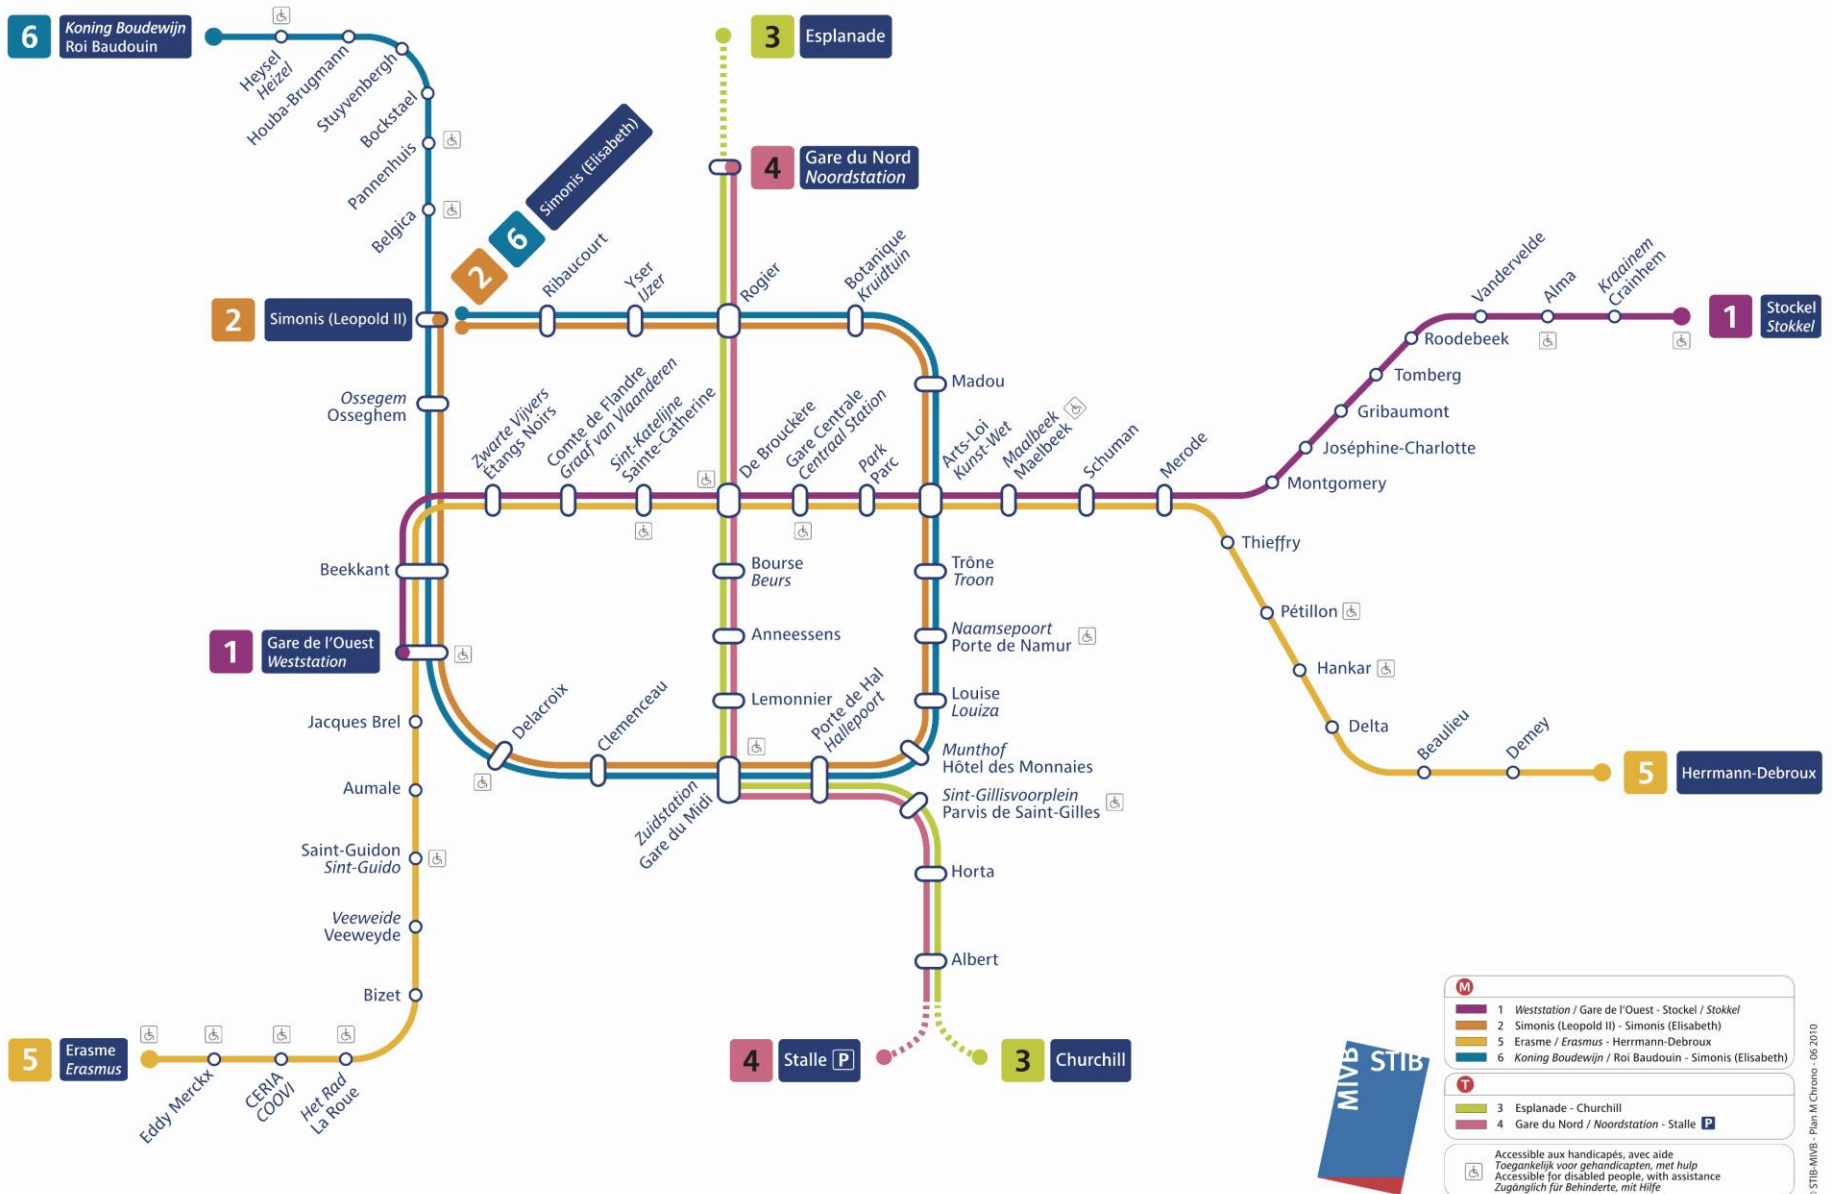 6
Koning Boudewijn
Roi Baudouin
Heysel
Heizel
Houba-Brugmann
Stuyvenbergh
Bockstael
Pannenhuis
Belgica
3
Esplanade
4
Gare du Nord
Noordstation
2
6
Simonis (Elisabeth)
2
Simonis (Leopold II)
Ribaucourt
Yser
IJzer
Rogier
Botanique
Kruidtuin
Madou
Ossegem
Osseghem
Zwarte Vijvers
Étangs Noirs
Comte de Flandre
Graaf van Vlaanderen
Sint-Katelijne
Sainte-Catherine
De Brouckère
Gare Centrale
Centraal Station
Park
Parc
Arts-Loi
Kunst-Wet
Maalbeek
Maelbeek
Schuman
Merode
Vandervelde
Alma
Kraainem
Crainhem
1
Stockel
Stokkel
Roodebeek
Tomberg
Gribaumont
Joséphine-Charlotte
Montgomery
Thieffry
Pétillon
Hankar
Delta
Beaulieu
Demey
5
Herrmann-Debroux
Beekkant
1
Gare de l'Ouest
Weststation
Bourse
Beurs
Anneessens
Lemonnier
Trône
Troon
Naamsepoort
Porte de Namur
Louise
Louiza
Munthof
Hôtel des Monnaies
Sint-Gillisvoorplein
Parvis de Saint-Gilles
Porte de Hal
Hallepoort
Delacroix
Clemenceau
Zuidstation
Gare du Midi
Horta
Albert
Jacques Brel
Aumale
Saint-Guidon
Sint-Guido
Veeweide
Veeweyde
Bizet
5
Erasme
Erasmus
Eddy Merckx
CERIA
COOVI
Het Rad
La Roue
4
Stalle P
3
Churchill
MIVB
STIB
M
1 Weststation / Gare de l'Ouest - Stockel / Stokkel
2 Simonis (Leopold II) - Simonis (Elisabeth)
5 Erasme / Erasmus - Herrmann-Debroux
6 Koning Boudewijn / Roi Baudouin - Simonis (Elisabeth)
T
3 Esplanade - Churchill
4 Gare du Nord / Noordstation - Stalle P
Accessible aux handicapés, avec aide
Toegankelijk voor gehandicapten, met hulp
Accessible for disabled people, with assistance
Zugänglich für Behinderte, mit Hilfe
STIB-MIVB - Plan M Chrono - 06 2010